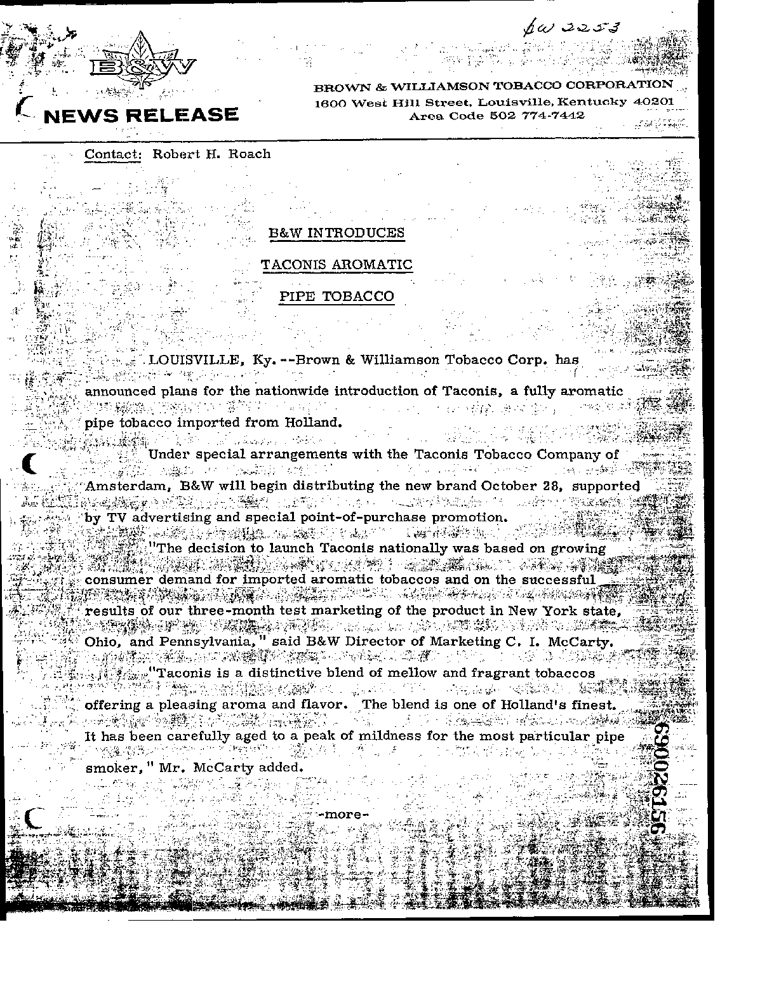 bw 2253
B&W
BROWN & WILLIAMSON TOBACCO CORPORATION
1600 West Hill Street, Louisville, Kentucky 40201
Area Code 502 774-7442
NEWS RELEASE
Contact: Robert H. Roach
B&W INTRODUCES
TACONIS AROMATIC
PIPE TOBACCO
LOUISVILLE, Ky. --Brown & Williamson Tobacco Corp. has
announced plans for the nationwide introduction of Taconis, a fully aromatic
pipe tobacco imported from Holland.
Under special arrangements with the Taconis Tobacco Company of
Amsterdam, B&W will begin distributing the new brand October 28, supported
by TV advertising and special point-of-purchase promotion.
"The decision to launch Taconis nationally was based on growing
consumer demand for imported aromatic tobaccos and on the successful
results of our three-month test marketing of the product in New York state,
Ohio, and Pennsylvania," said B&W Director of Marketing C. I. McCarty.
"Taconis is a distinctive blend of mellow and fragrant tobaccos
offering a pleasing aroma and flavor. The blend is one of Holland's finest.
It has been carefully aged to a peak of mildness for the most particular pipe
smoker," Mr. McCarty added.
-more-
690026156